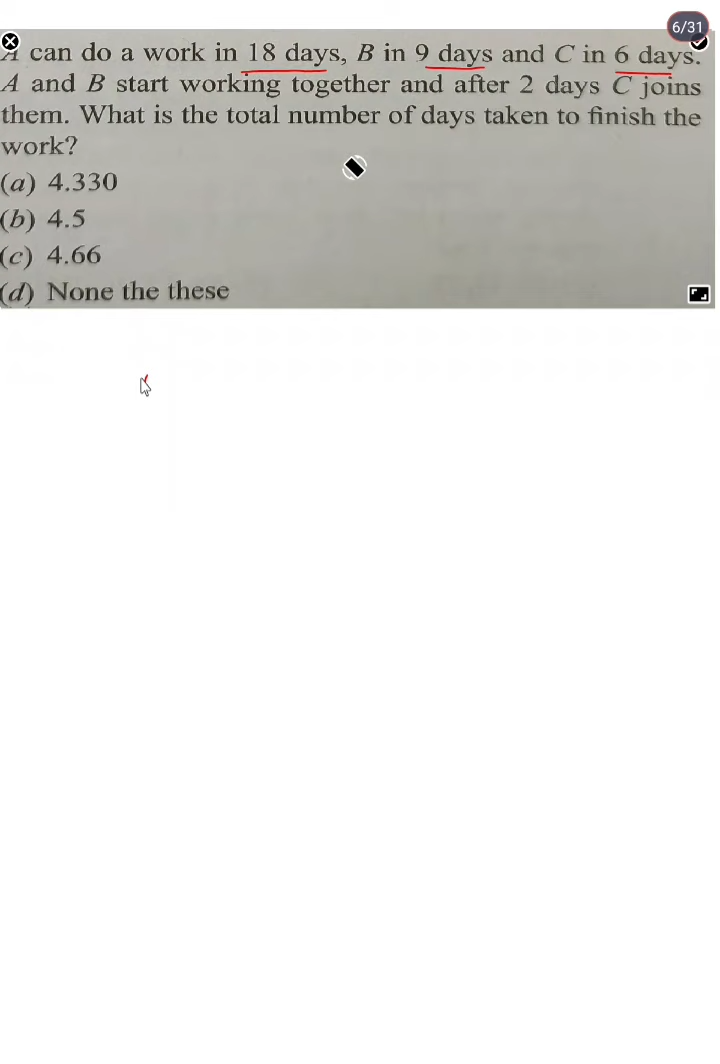 6/31
A can do a work in 18 days, B in 9 days and C in 6 days.
A and B start working together and after 2 days C joins
them. What is the total number of days taken to finish the
work?
(a) 4.330
(b) 4.5
(c) 4.66
(d) None the these